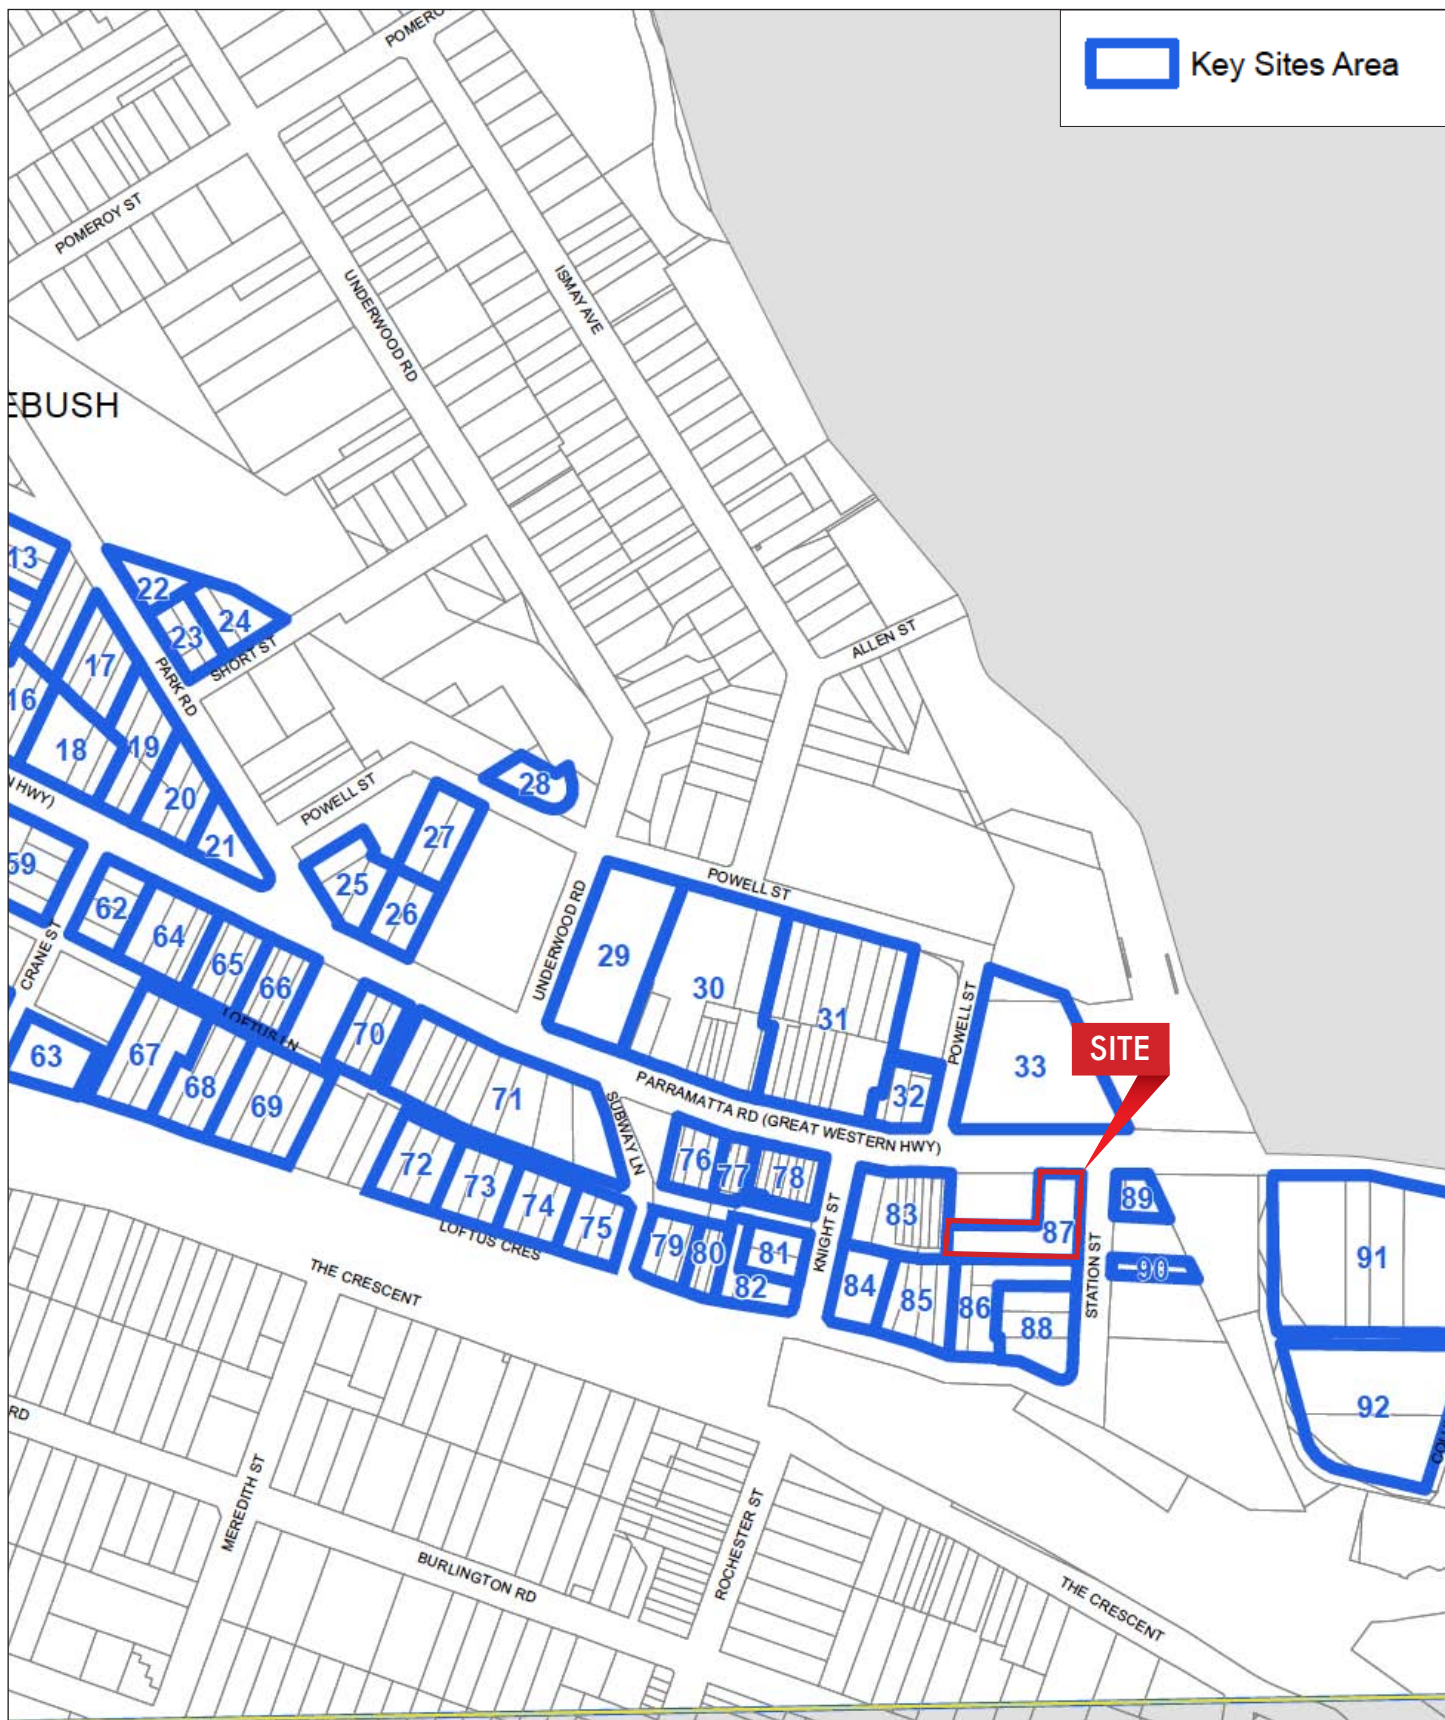 POMERO
Key Sites Area
POMEROY ST
UNDERWOOD RD
ISMAY AVE
EBUSH
13
22
24
23
SHORT ST
ALLEN ST
17
PARK RD
16
18
19
28
20
POWELL ST
N HWY)
27
21
59
25
POWELL ST
62
26
64
UNDERWOOD RD
CRANE ST
65
29
66
30
31
LOFTUS LN
70
POWELL ST
SITE
63
67
33
68
32
69
71
PARRAMATTA RD (GREAT WESTERN HWY)
SUBWAY LN
72
76
77
78
73
89
74
83
75
KNIGHT ST
87
LOFTUS CRES
79
80
81
STATION ST
91
90
THE CRESCENT
82
84
85
86
88
92
RD
COLU
MEREDITH ST
ROCHESTER ST
BURLINGTON RD
THE CRESCENT